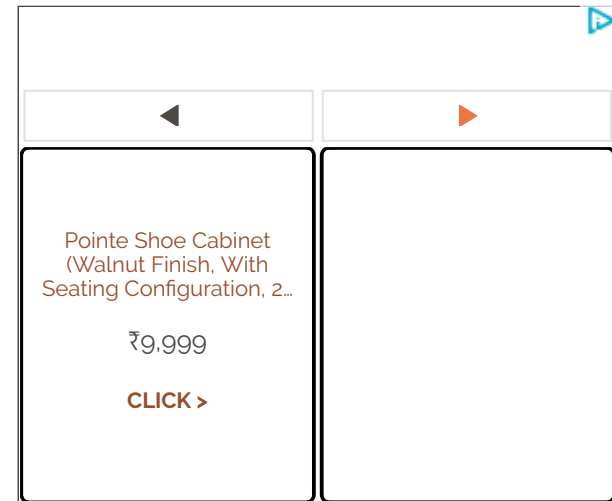 Pointe Shoe Cabinet
(Walnut Finish, With
Seating Configuration, 2...
₹9,999
CLICK >